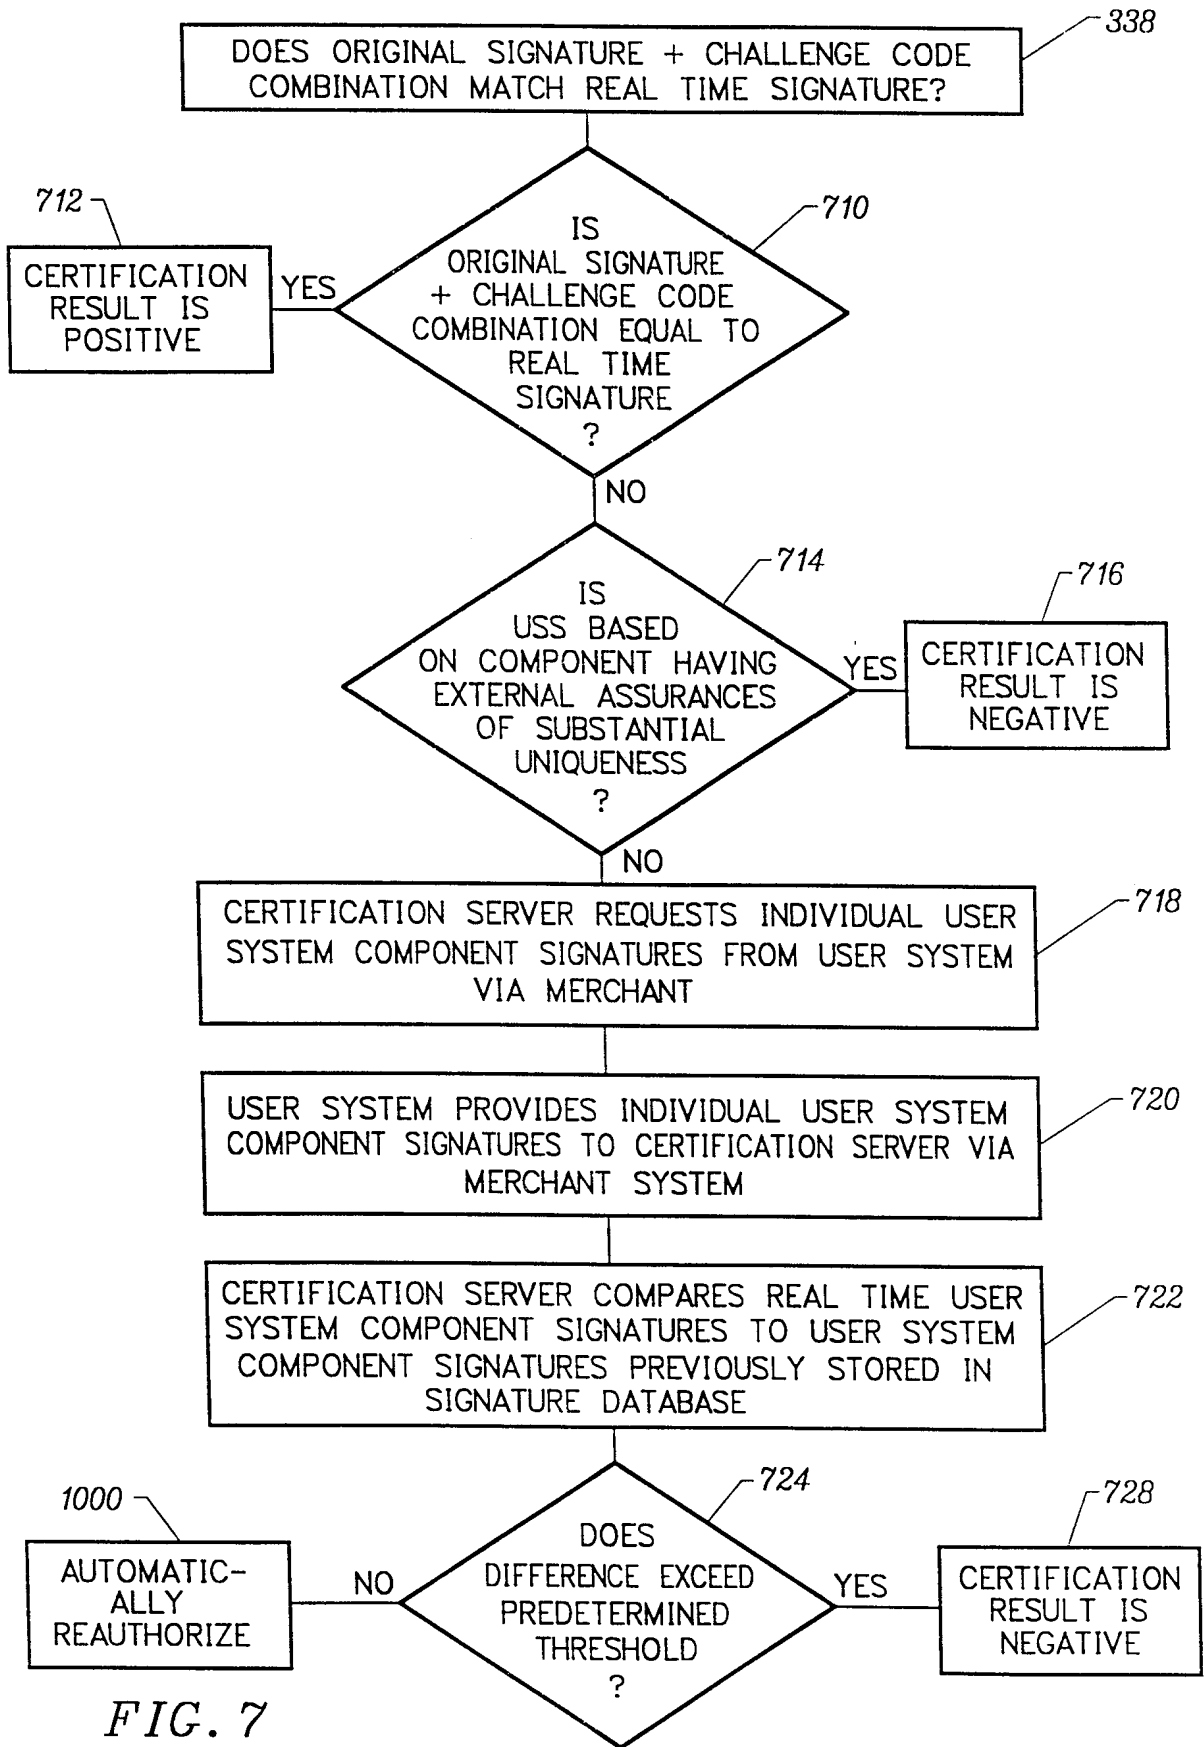 338
DOES ORIGINAL SIGNATURE + CHALLENGE CODE
COMBINATION MATCH REAL TIME SIGNATURE?
712
710
CERTIFICATION
RESULT IS
POSITIVE
YES
IS
ORIGINAL SIGNATURE
+ CHALLENGE CODE
COMBINATION EQUAL TO
REAL TIME
SIGNATURE
?
NO
714
716
IS
USS BASED
ON COMPONENT HAVING
EXTERNAL ASSURANCES
OF SUBSTANTIAL
UNIQUENESS
?
YES
CERTIFICATION
RESULT IS
NEGATIVE
NO
718
CERTIFICATION SERVER REQUESTS INDIVIDUAL USER
SYSTEM COMPONENT SIGNATURES FROM USER SYSTEM
VIA MERCHANT
720
USER SYSTEM PROVIDES INDIVIDUAL USER SYSTEM
COMPONENT SIGNATURES TO CERTIFICATION SERVER VIA
MERCHANT SYSTEM
722
CERTIFICATION SERVER COMPARES REAL TIME USER
SYSTEM COMPONENT SIGNATURES TO USER SYSTEM
COMPONENT SIGNATURES PREVIOUSLY STORED IN
SIGNATURE DATABASE
1000
724
728
AUTOMATIC-
ALLY
REAUTHORIZE
NO
DOES
DIFFERENCE EXCEED
PREDETERMINED
THRESHOLD
?
YES
CERTIFICATION
RESULT IS
NEGATIVE
FIG. 7